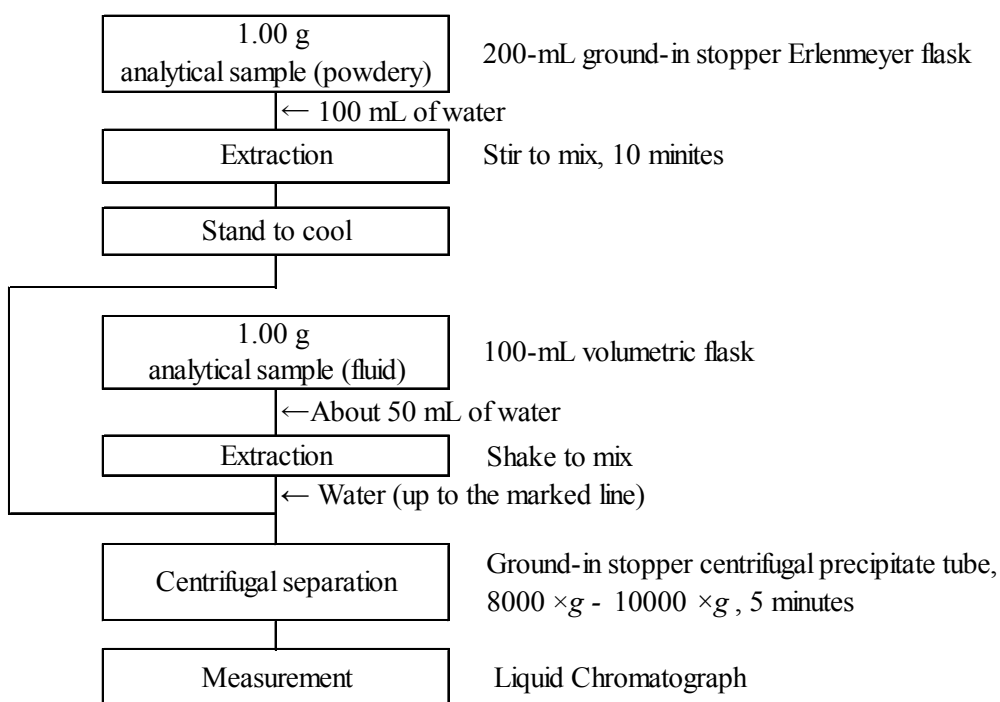 1.00 g
analytical sample (powdery)
200-mL ground-in stopper Erlenmeyer flask
← 100 mL of water
Extraction
Stir to mix, 10 minites
Stand to cool
1.00 g
analytical sample (fluid)
100-mL volumetric flask
←About 50 mL of water
Extraction
Shake to mix
← Water (up to the marked line)
Centrifugal separation
Ground-in stopper centrifugal precipitate tube,
8000 ×g - 10000 ×g , 5 minutes
Measurement
Liquid Chromatograph